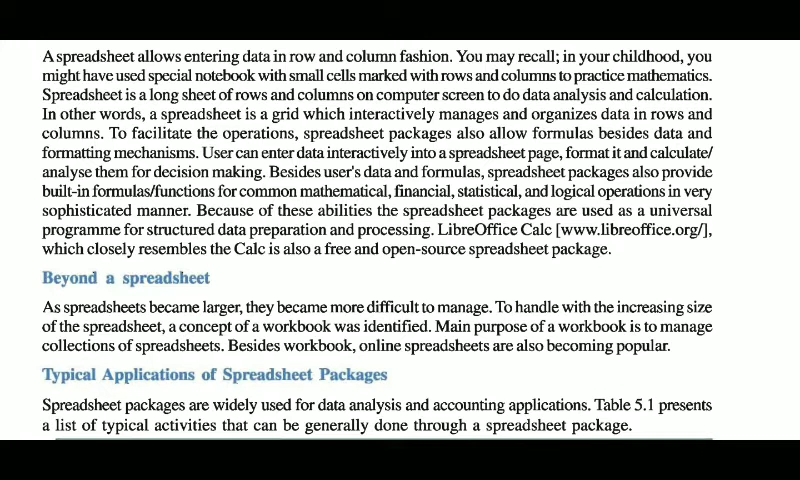 A spreadsheet allows entering data in row and column fashion. You may recall; in your childhood, you
might have used special notebook with small cells marked with rows and columns to practice mathematics.
Spreadsheet is a long sheet of rows and columns on computer screen to do data analysis and calculation.
In other words, a spreadsheet is a grid which interactively manages and organizes data in rows and
columns. To facilitate the operations, spreadsheet packages also allow formulas besides data and
formatting mechanisms. User can enter data interactively into a spreadsheet page, format it and calculate/
analyse them for decision making. Besides user's data and formulas, spreadsheet packages also provide
built-in formulas/functions for common mathematical, financial, statistical, and logical operations in very
sophisticated manner. Because of these abilities the spreadsheet packages are used as a universal
programme for structured data preparation and processing. LibreOffice Calc [www.libreoffice.org/],
which closely resembles the Calc is also a free and open-source spreadsheet package.
Beyond a spreadsheet
As spreadsheets became larger, they became more difficult to manage. To handle with the increasing size
of the spreadsheet, a concept of a workbook was identified. Main purpose of a workbook is to manage
collections of spreadsheets. Besides workbook, online spreadsheets are also becoming popular.
Typical Applications of Spreadsheet Packages
Spreadsheet packages are widely used for data analysis and accounting applications. Table 5.1 presents
a list of typical activities that can be generally done through a spreadsheet package.